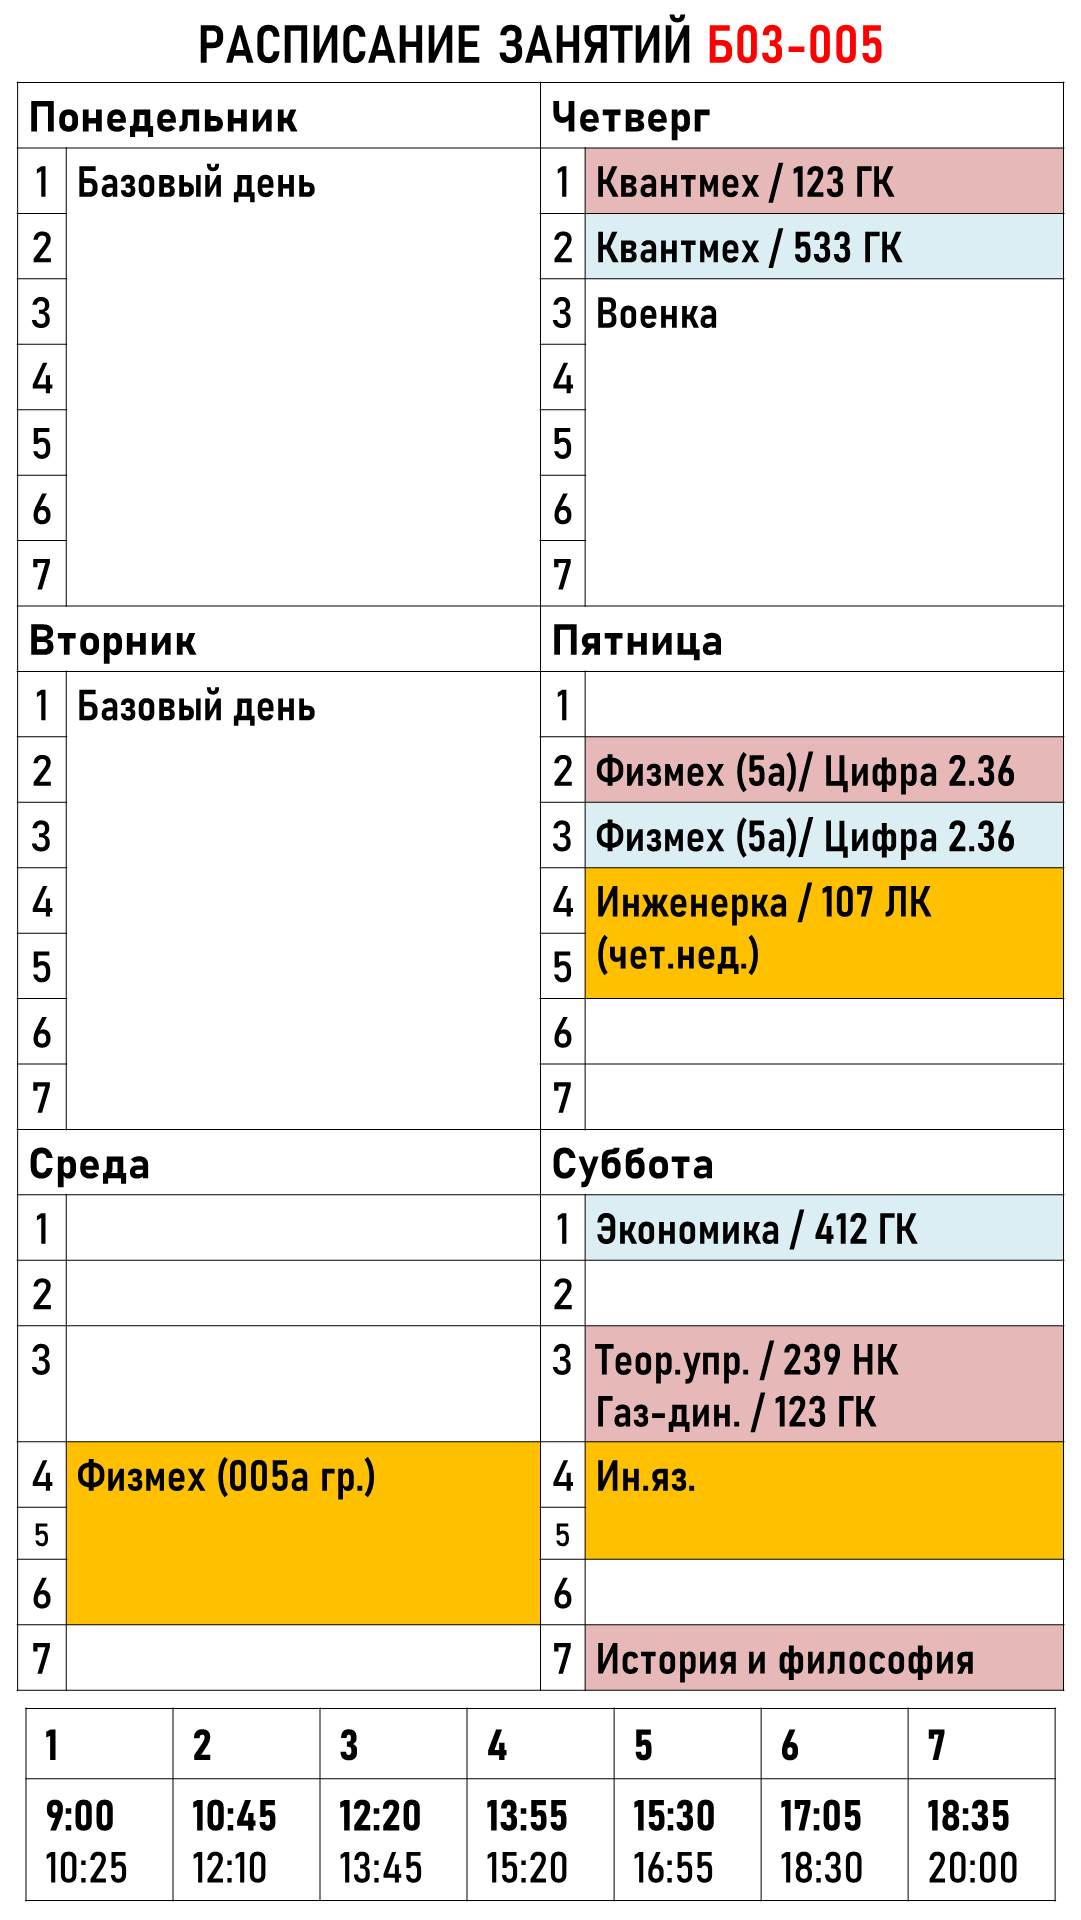 РАСПИСАНИЕ ЗАНЯТИЙ Б03-005
Понедельник
1 Базовый день
2
3
4
5
6
7
Вторник
1 Базовый день
2
3
4
5
6
7
Среда
1
2
3
4 Физмех (005а гр.)
5
6
7
Четверг
1 Квантмех / 123 ГК
2 Квантмех / 533 ГК
3 Военка
4
5
6
7
Пятница
1
2 Физмех (5а)/ Цифра 2.36
3 Физмех (5а)/ Цифра 2.36
4 Инженерка / 107 ЛК
(чет.нед.)
5
6
7
Суббота
1 Экономика / 412 ГК
2
3 Теор.упр. / 239 НК
Газ-дин. / 123 ГК
4 Ин.яз.
5
6
7 История и философия
1 2 3 4 5 6 7
9:00 10:45 12:20 13:55 15:30 17:05 18:35
10:25 12:10 13:45 15:20 16:55 18:30 20:00